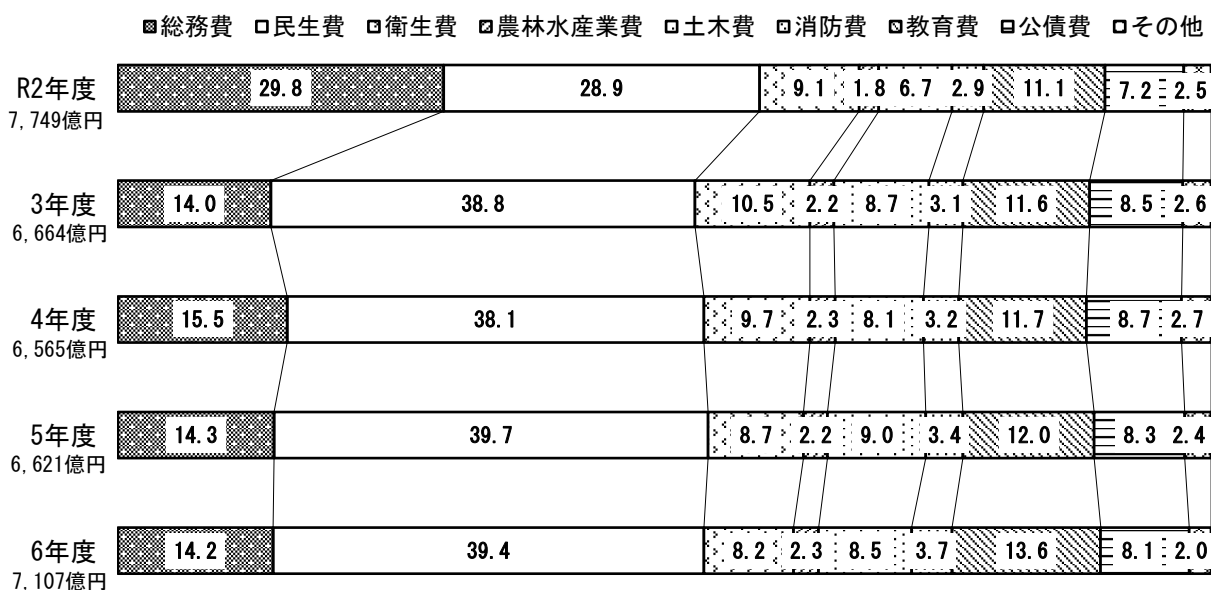 総務費 民生費 衛生費 農林水産業費 土木費 消防費 教育費 公債費 その他
R2年度 29.8 28.9 9.1 1.8 6.7 2.9 11.1 7.2 2.5
7,749億円
3年度 14.0 38.8 10.5 2.2 8.7 3.1 11.6 8.5 2.6
6,664億円
4年度 15.5 38.1 9.7 2.3 8.1 3.2 11.7 8.7 2.7
6,565億円
5年度 14.3 39.7 8.7 2.2 9.0 3.4 12.0 8.3 2.4
6,621億円
6年度 14.2 39.4 8.2 2.3 8.5 3.7 13.6 8.1 2.0
7,107億円